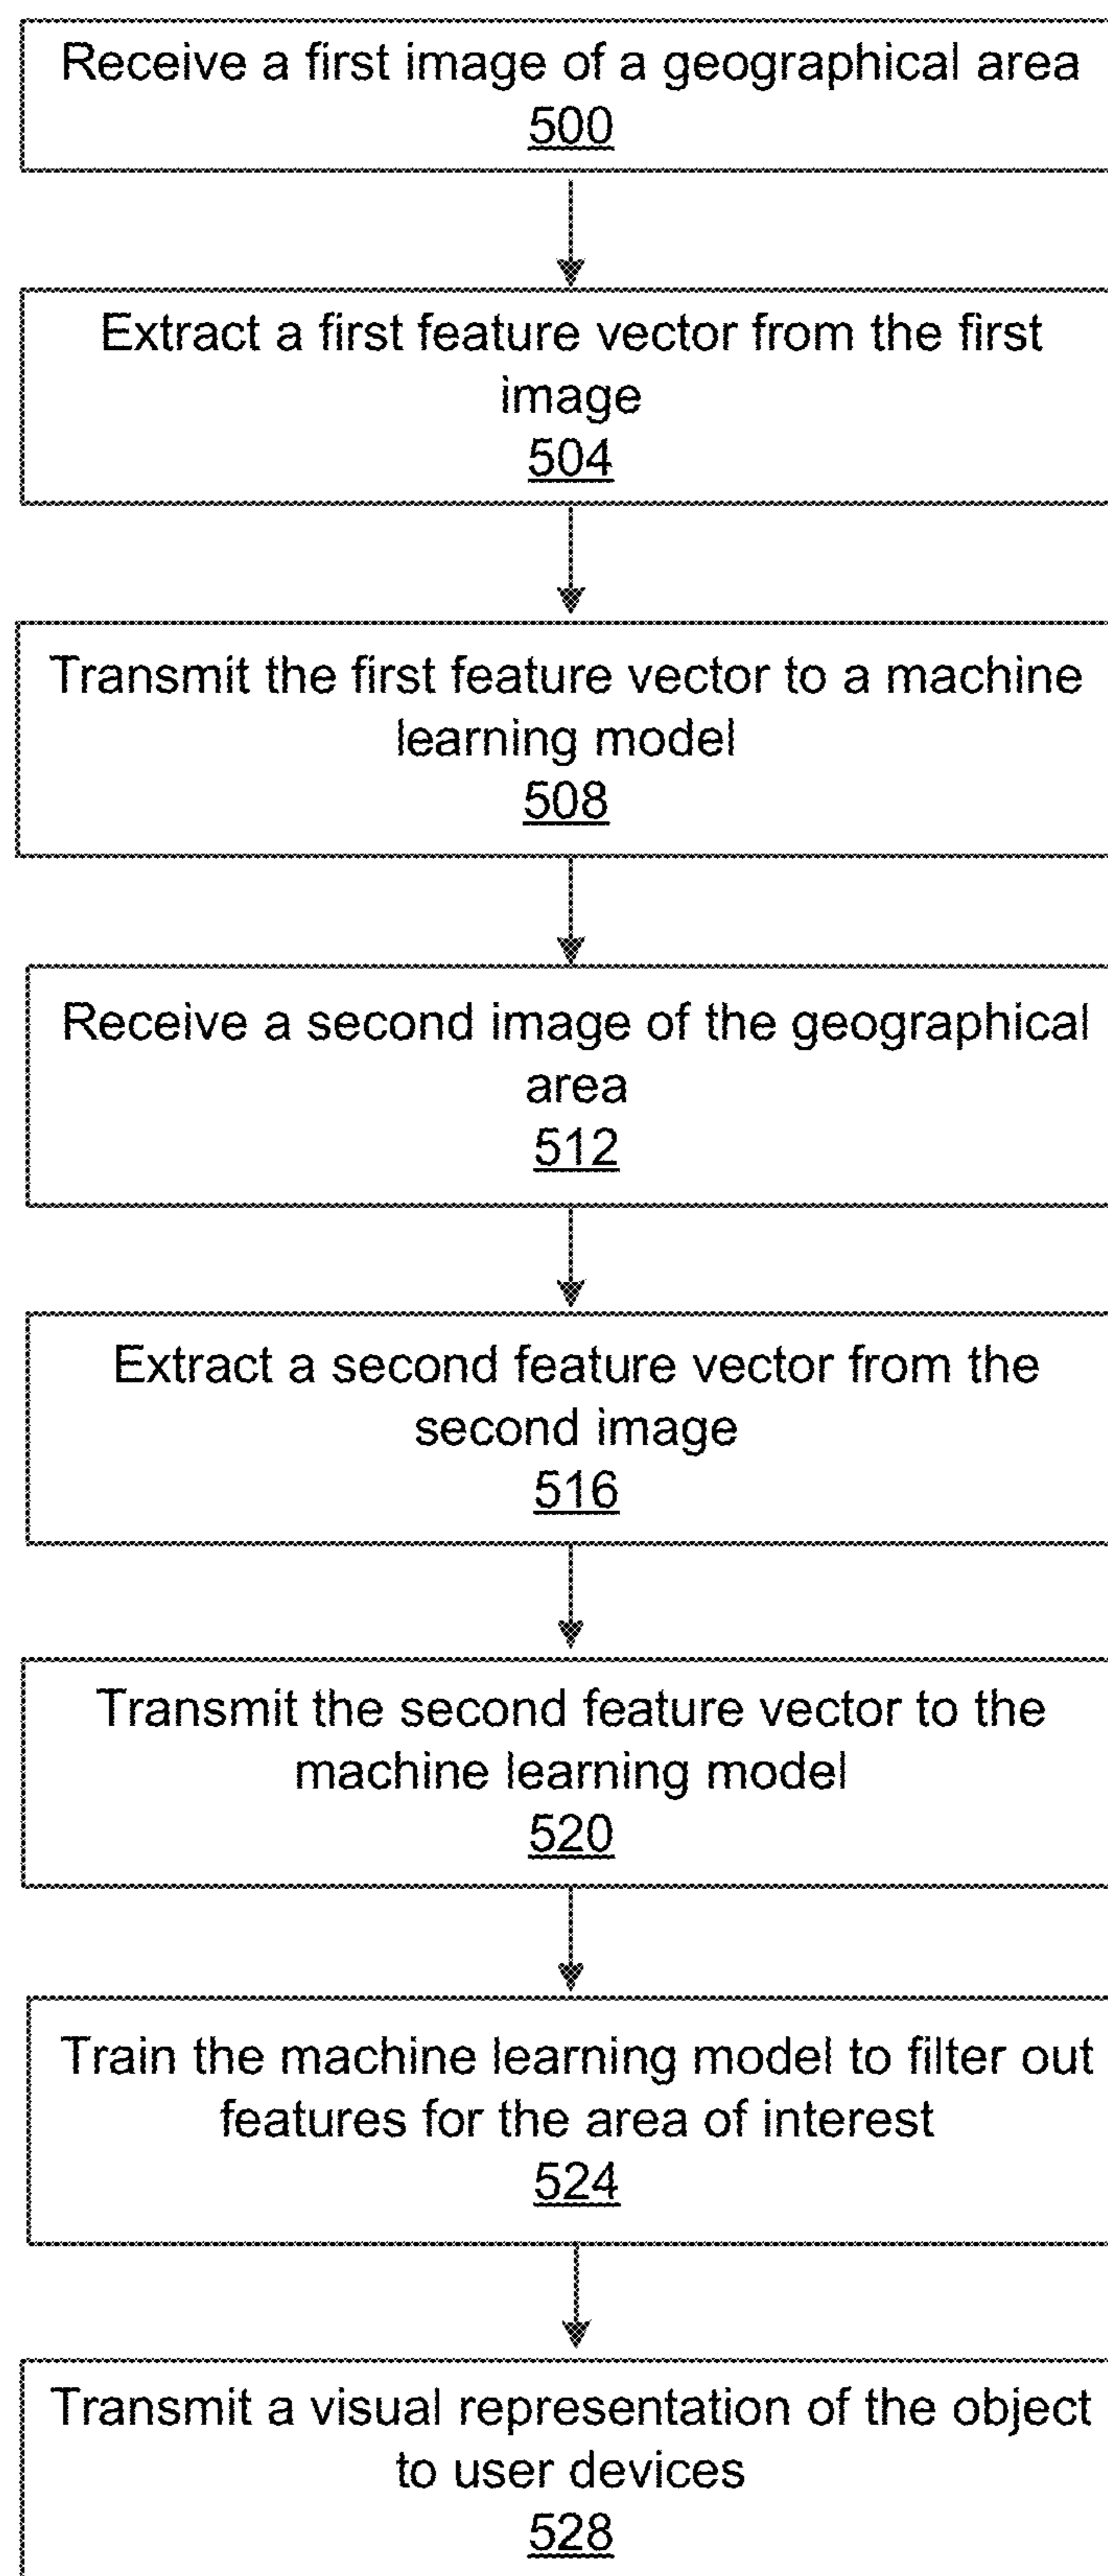 Receive a first image of a geographical area
500
Extract a first feature vector from the first
image
504
Transmit the first feature vector to a machine
learning model
508
Receive a second image of the geographical
area
512
Extract a second feature vector from the
second image
516
Transmit the second feature vector to the
machine learning model
520
Train the machine learning model to filter out
features for the area of interest
524
Transmit a visual representation of the object
to user devices
528